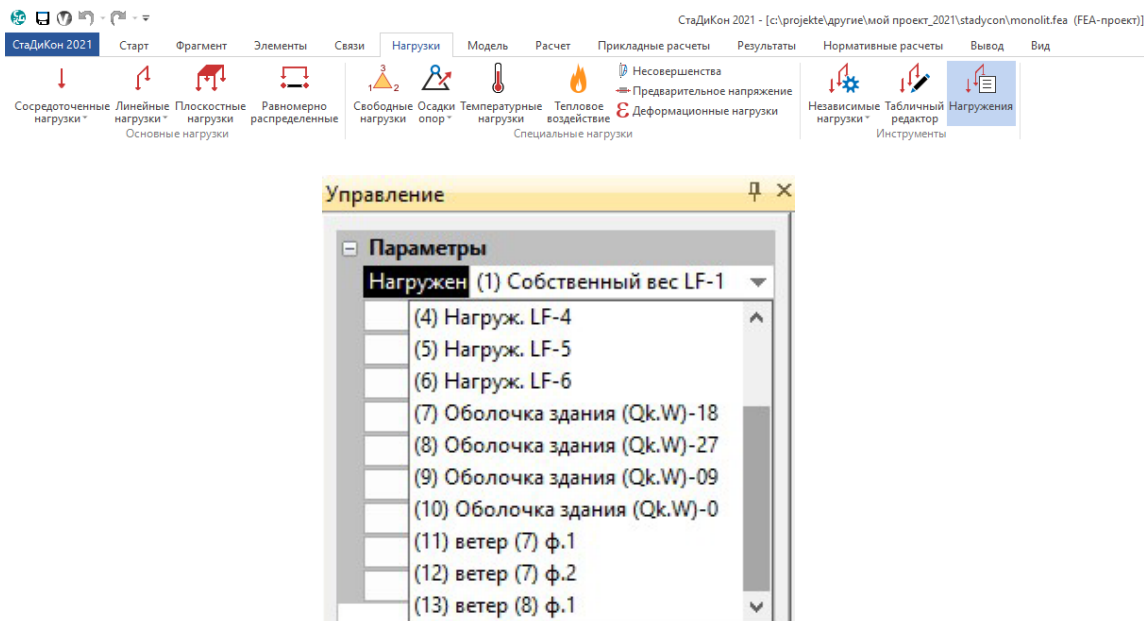 СтаДиКон 2021 - [c:\projekte\другие\мой проект_2021\stadycon\monolit.fea (FEA-проект)]
СтаДиКон 2021 Старт Фрагмент Элементы Связи Нагрузки Модель Расчет Прикладные расчеты Результаты Нормативные расчеты Вывод Вид
Сосредоточенные нагрузки
Линейные нагрузки
Плоскостные нагрузки
Равномерно распределенные
Основные нагрузки
3
1 2
Свободные нагрузки
Осадки опор
Температурные нагрузки
Тепловое воздействие
Несовершенства
Предварительное напряжение
Деформационные нагрузки
Специальные нагрузки
Независимые нагрузки
Табличный редактор
Нагружения
Инструменты
Управление
Параметры
Нагружен (1) Собственный вес LF-1
(4) Нагруж. LF-4
(5) Нагруж. LF-5
(6) Нагруж. LF-6
(7) Оболочка здания (Qk.W)-18
(8) Оболочка здания (Qk.W)-27
(9) Оболочка здания (Qk.W)-09
(10) Оболочка здания (Qk.W)-0
(11) ветер (7) ф.1
(12) ветер (7) ф.2
(13) ветер (8) ф.1